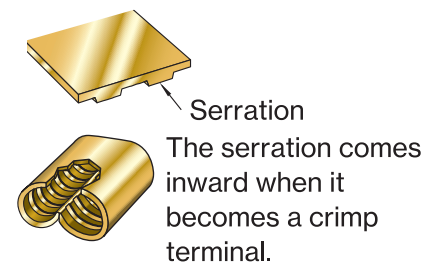 Serration
The serration comes
inward when it
becomes a crimp
terminal.